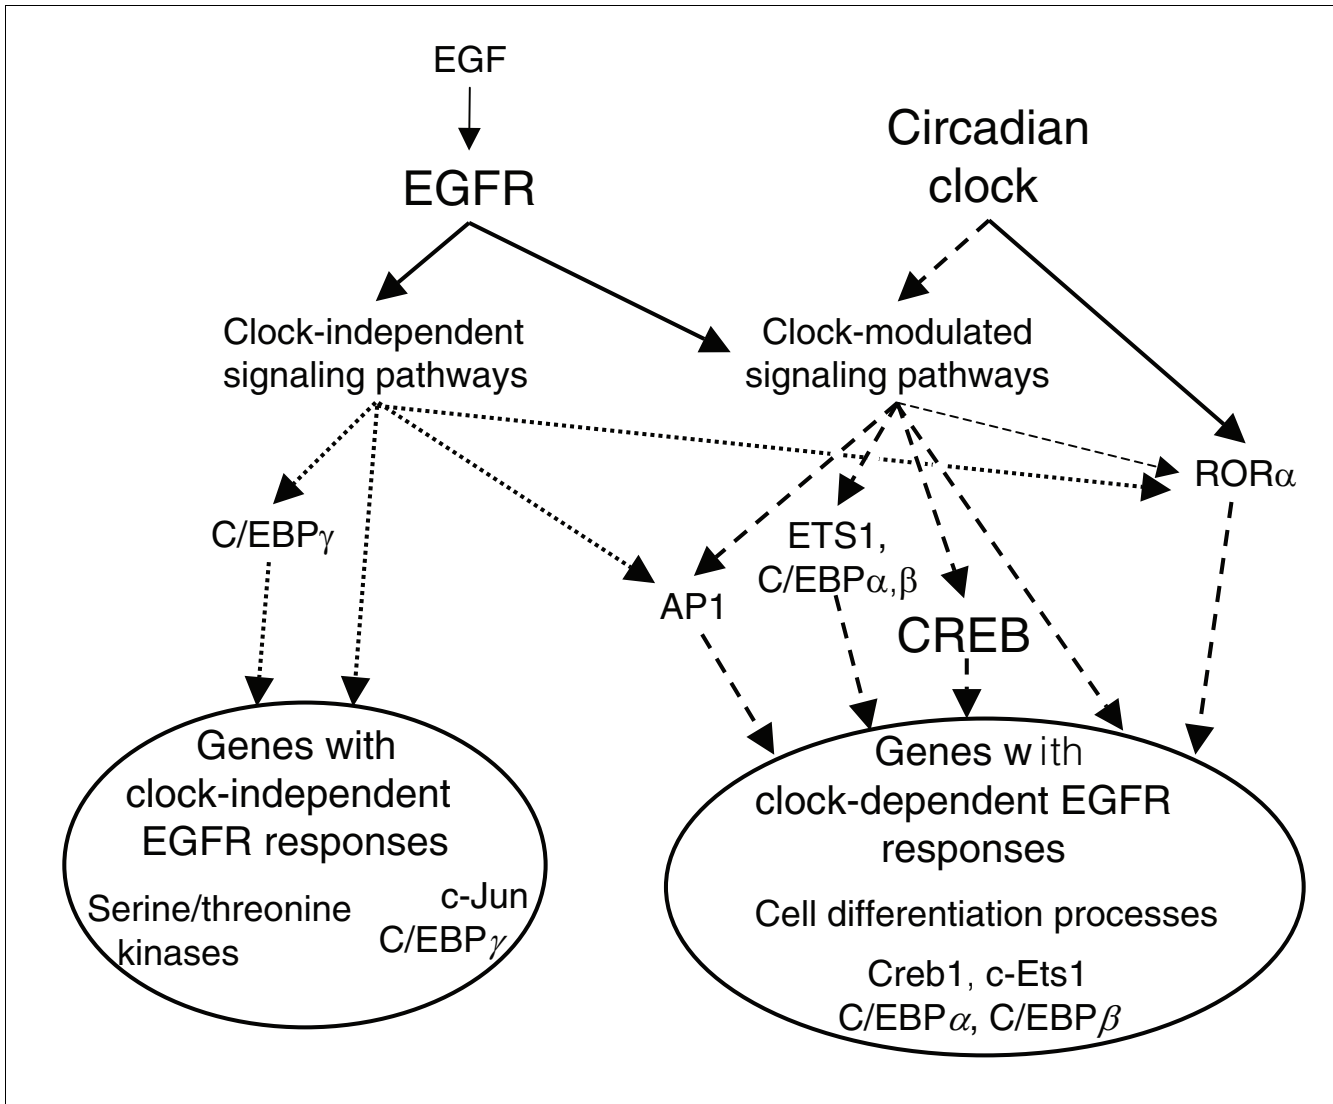 EGF
EGFR
Circadian
clock
Clock-independent
signaling pathways
Clock-modulated
signaling pathways
RORα
C/EBPγ
ETS1,
C/EBPα,β
AP1
CREB
Genes with
clock-independent
EGFR responses
Serine/threonine
kinases
c-Jun
C/EBPγ
Genes with
clock-dependent EGFR
responses
Cell differentiation processes
Creb1, c-Ets1
C/EBPα, C/EBPβ